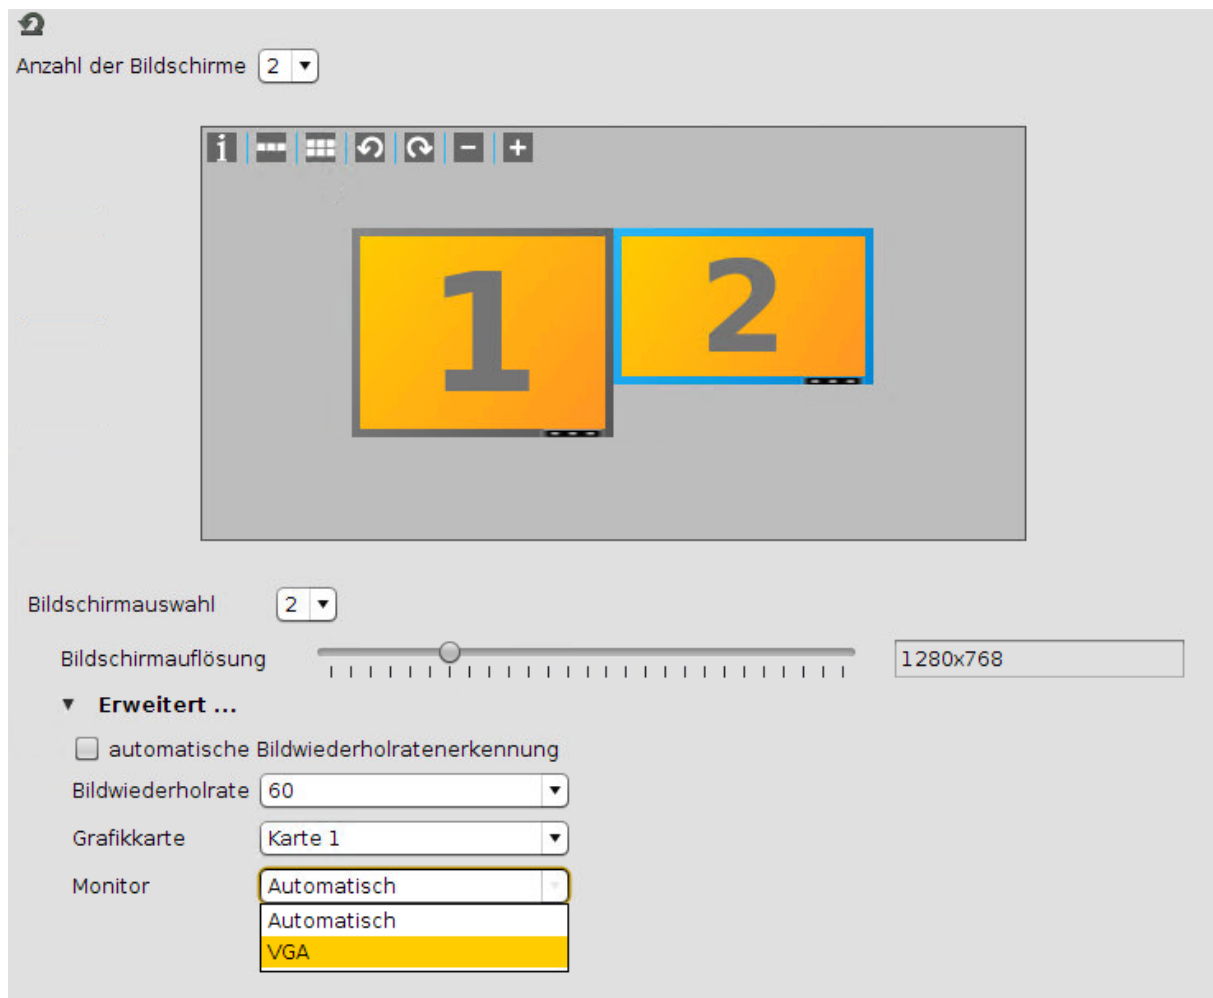 Anzahl der Bildschirme 2
i
1 2
Bildschirmauswahl 2
Bildschirmauflösung 1280x768
Erweitert ...
automatische Bildwiederholratenerkennung
Bildwiederholrate 60
Grafikkarte Karte 1
Monitor Automatisch
Automatisch
VGA